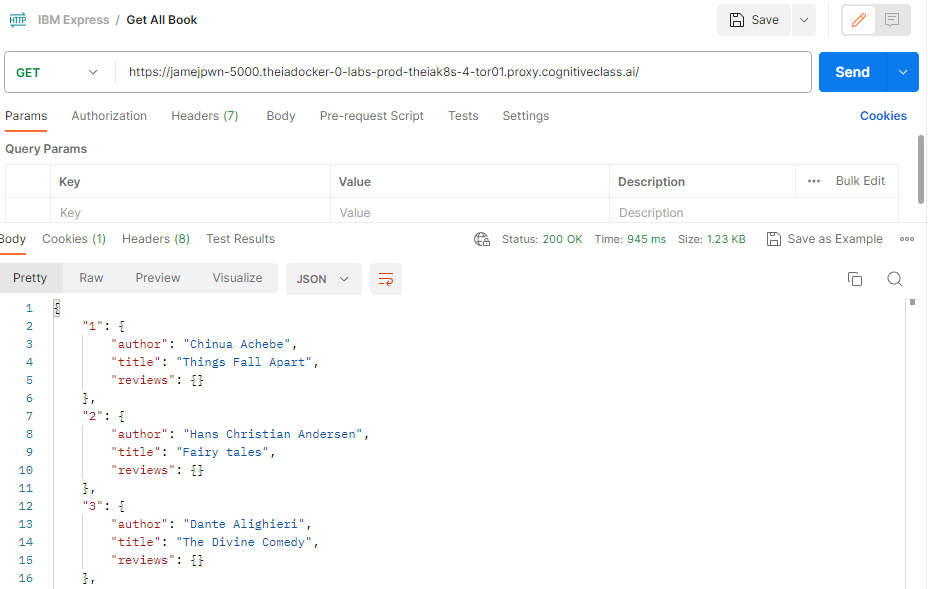 HTTP IBM Express / Get All Book Save
GET https://jamejpwn-5000.theiadocker-0-labs-prod-theiak8s-4-tor01.proxy.cognitiveclass.ai/ Send
Params Authorization Headers (7) Body Pre-request Script Tests Settings Cookies
Query Params
Key Value Description ••• Bulk Edit
Key Value Description
Body Cookies (1) Headers (8) Test Results Status: 200 OK Time: 945 ms Size: 1.23 KB Save as Example
Pretty Raw Preview Visualize JSON
1 {
2 "1": {
3 "author": "Chinua Achebe",
4 "title": "Things Fall Apart",
5 "reviews": {}
6 },
7 "2": {
8 "author": "Hans Christian Andersen",
9 "title": "Fairy tales",
10 "reviews": {}
11 },
12 "3": {
13 "author": "Dante Alighieri",
14 "title": "The Divine Comedy",
15 "reviews": {}
16 },